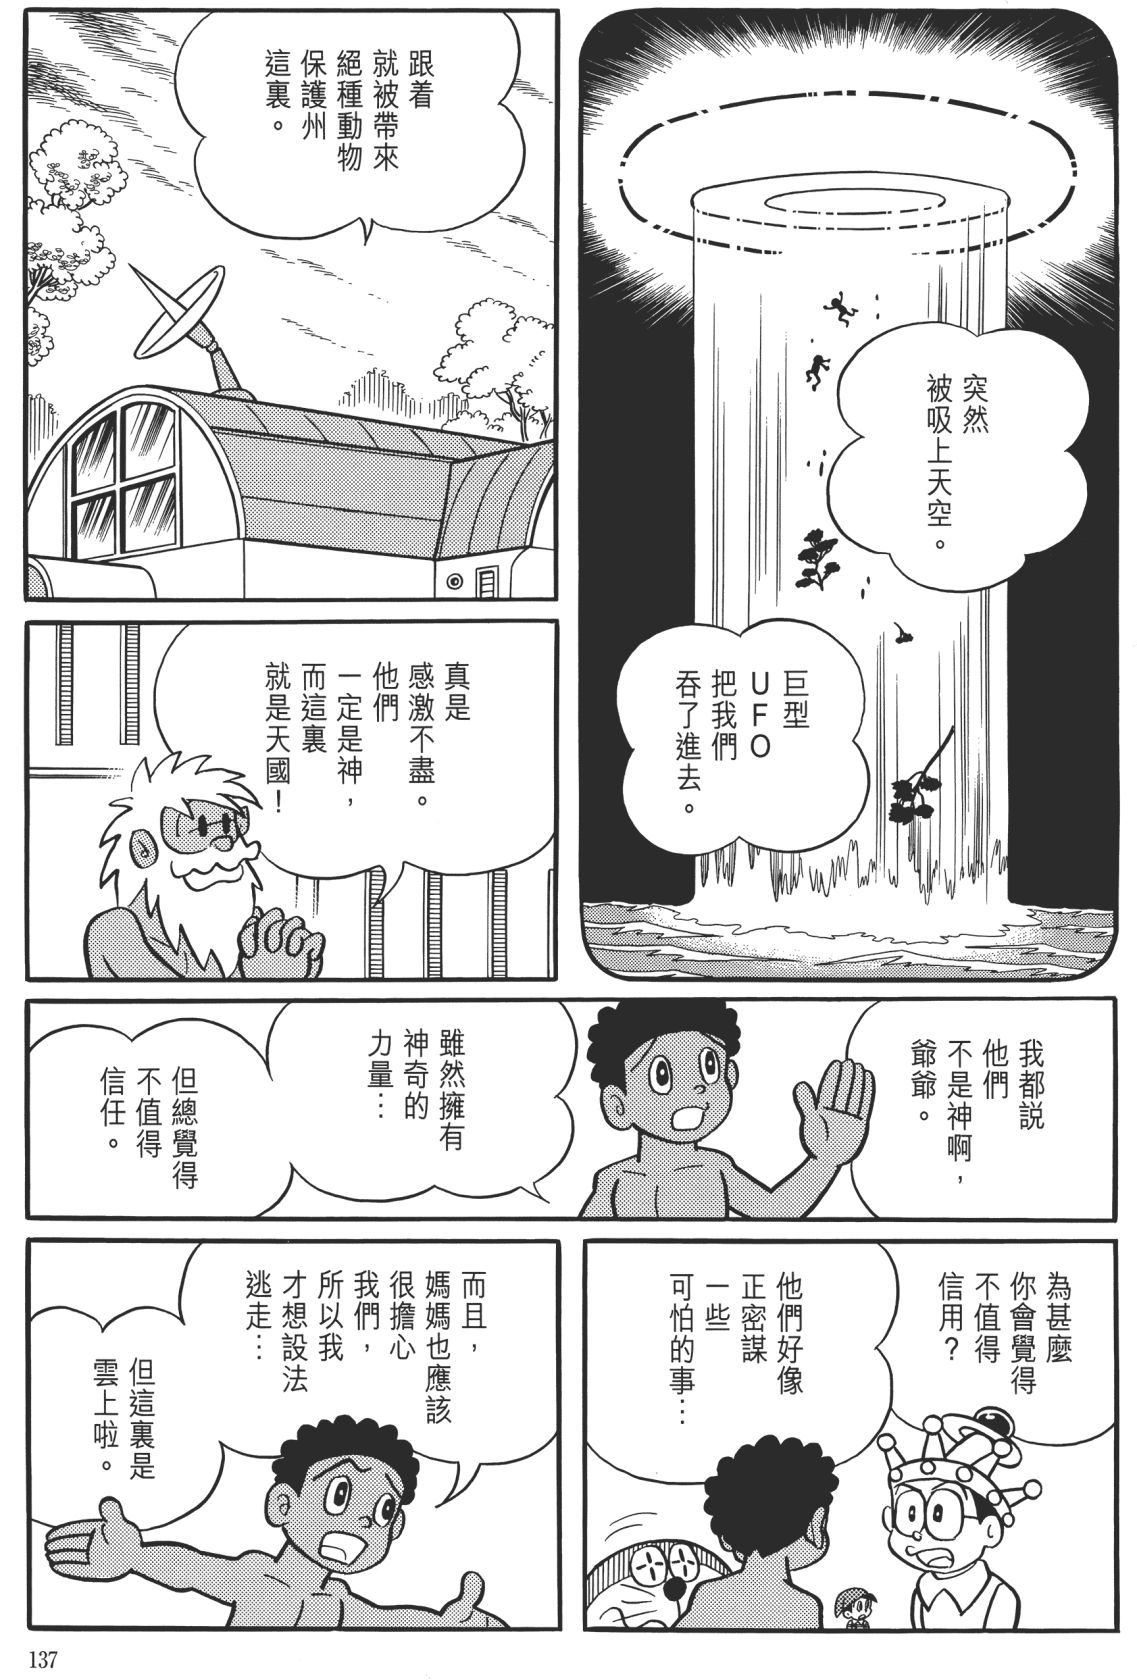 突然
被吸上天空。
巨型
UFO
把我們
吞了進去。
跟着
就被帶來
絕種動物
保護州
這裏。
真是
感激不盡。
他們
一定是神，
而這裏
就是天國！
我都説
他們
不是神啊，
爺爺。
雖然擁有
神奇的
力量…
但總覺得
不值得
信任。
為甚麼
你會覺得
不值得
信用？
他們好像
正密謀
一些
可怕的事…
而且，
媽媽也應該
很擔心
我們，
所以我
才想設法
逃走…
但這裏是
雲上啦。
137